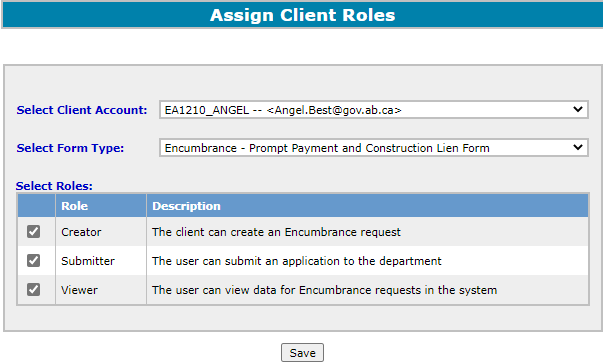 Assign Client Roles
Select Client Account: EA1210_ANGEL -- <Angel.Best@gov.ab.ca>
Select Form Type: Encumbrance - Prompt Payment and Construction Lien Form
Select Roles:
Role Description
Creator The client can create an Encumbrance request
Submitter The user can submit an application to the department
Viewer The user can view data for Encumbrance requests in the system
Save